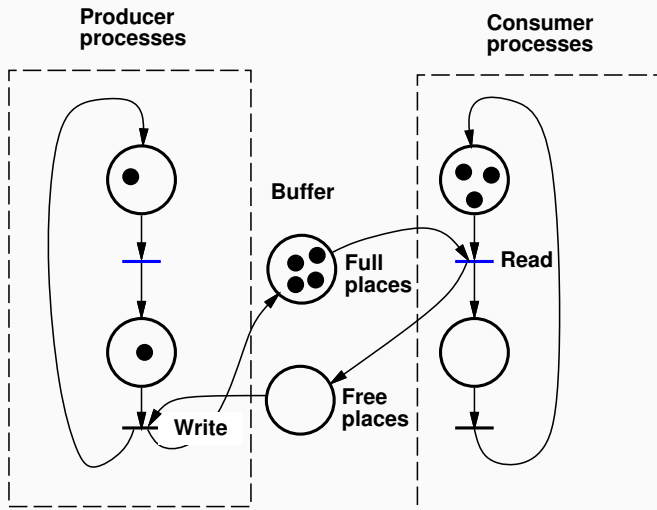 Producer
processes
Consumer
processes
Buffer
Full
places
Read
Free
places
Write